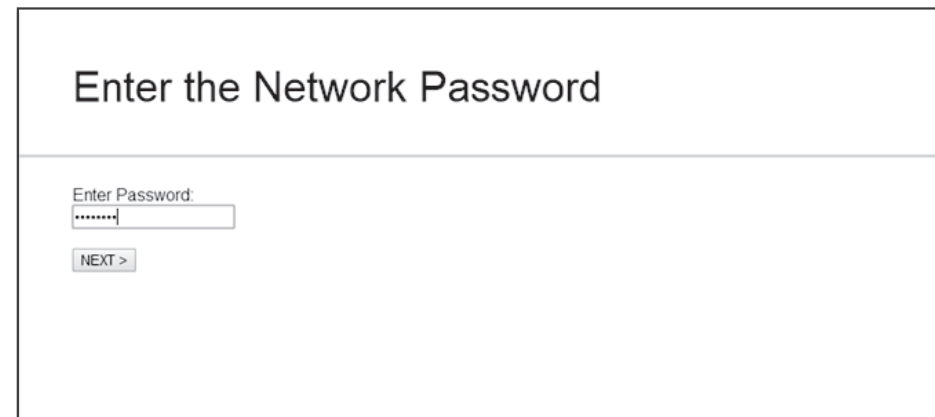 Enter the Network Password
Enter Password:
••••••••
NEXT >